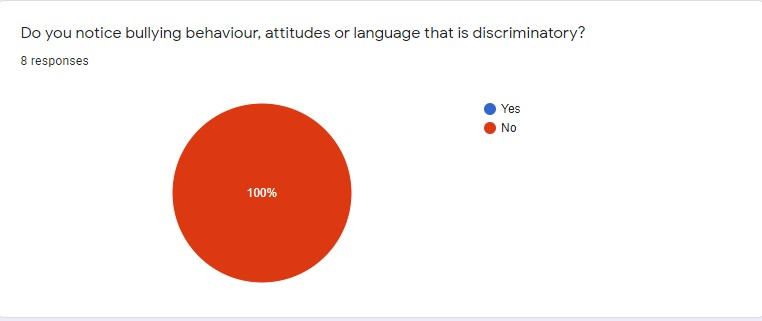 Do you notice bullying behaviour, attitudes or language that is discriminatory?
8 responses
Yes
No
100%